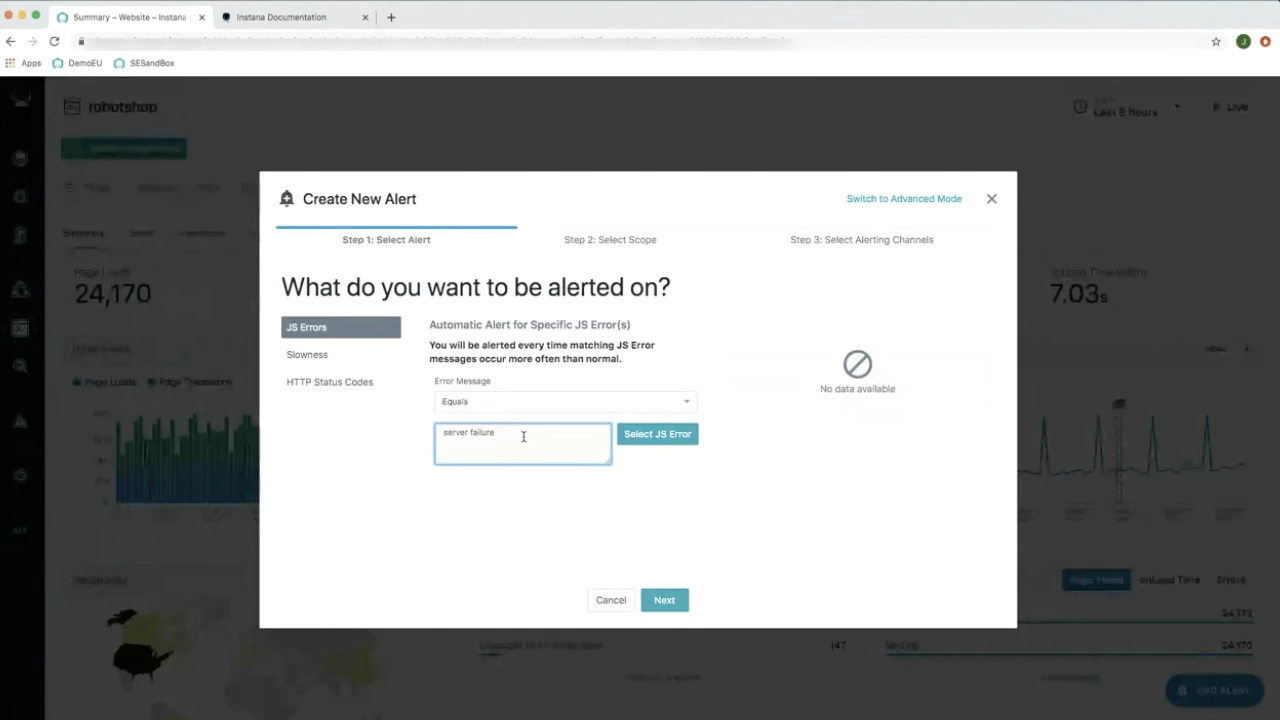 Summary – Website – Instana
Instana Documentation
Apps
DemoEU
SESandBox
J
robotshop
Last 6 hours
Live
Create New Alert
Switch to Advanced Mode
Step 1: Select Alert
Step 2: Select Scope
Step 3: Select Alerting Channels
Summary
Page Loads
24,170
onLoad Time
7.03s
What do you want to be alerted on?
JS Errors
Slowness
HTTP Status Codes
Automatic Alert for Specific JS Error(s)
You will be alerted every time matching JS Error
messages occur more often than normal.
Error Message
Equals
server failure
Select JS Error
No data available
Page Loads
Page Transitions
Cancel
Next
Page Views
onLoad Time
Errors
147
24,173
24,170
ADD ALERT